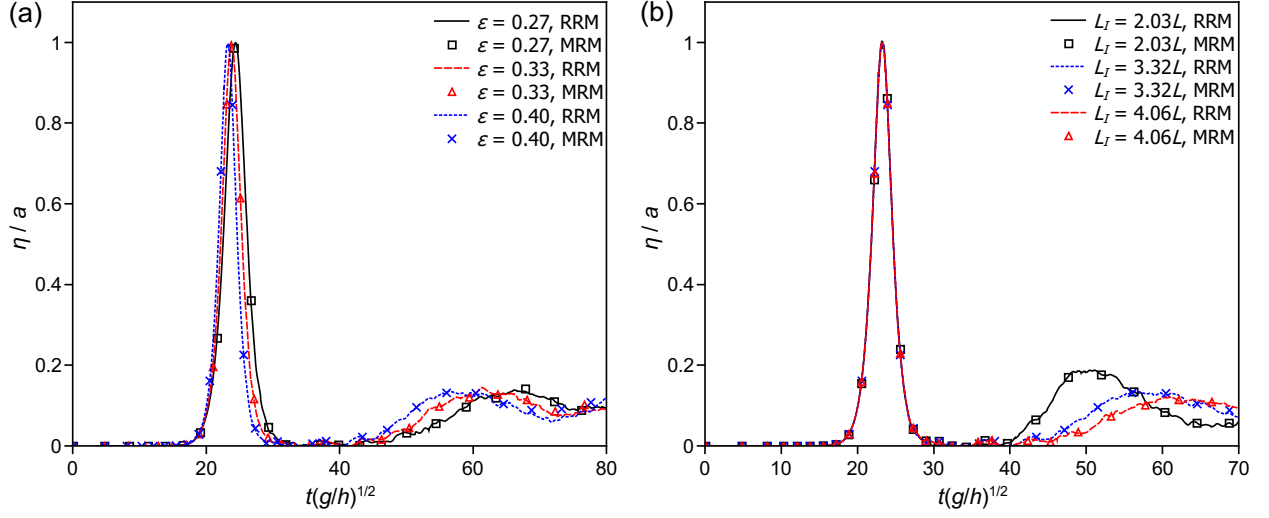 (a)
ε = 0.27, RRM
ε = 0.27, MRM
ε = 0.33, RRM
ε = 0.33, MRM
ε = 0.40, RRM
ε = 0.40, MRM
1
0.8
0.6
0.4
0.2
0
η / a
0 20 40 60 80
t(g/h)^1/2
(b)
L_I = 2.03L, RRM
L_I = 2.03L, MRM
L_I = 3.32L, RRM
L_I = 3.32L, MRM
L_I = 4.06L, RRM
L_I = 4.06L, MRM
1
0.8
0.6
0.4
0.2
0
η / a
0 10 20 30 40 50 60 70
t(g/h)^1/2